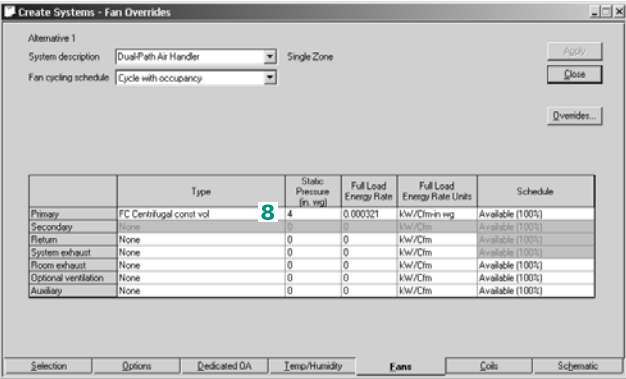 Create Systems - Fan Overrides
Alternative 1
System description Dual-Path Air Handler Single Zone
Fan cycling schedule Cycle with occupancy
Apply
Close
Overrides...
Type Static Pressure (in. wg) Full Load Energy Rate Full Load Energy Rate Units Schedule
Primary FC Centrifugal const vol 8 4 0.000321 kW/Cfm-in wg Available (100%)
Secondary None 0 0 kW/Cfm Available (100%)
Return None 0 0 kW/Cfm Available (100%)
System exhaust None 0 0 kW/Cfm Available (100%)
Room exhaust None 0 0 kW/Cfm Available (100%)
Optional ventilation None 0 0 kW/Cfm Available (100%)
Auxiliary None 0 0 kW/Cfm Available (100%)
Selection Options Dedicated OA Temp/Humidity Fans Coils Schematic